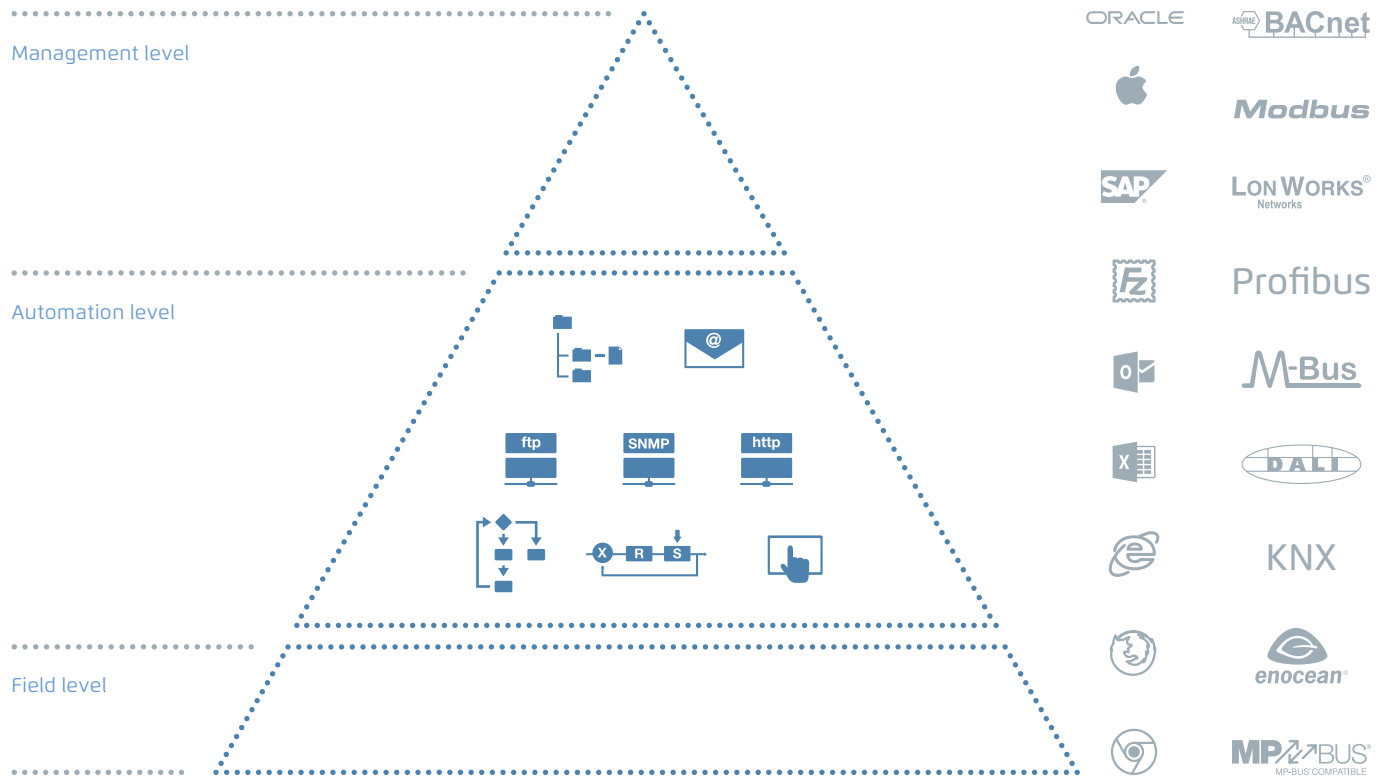 Management level
Automation level
Field level
@
ftp
SNMP
http
X
R
S
ORACLE
ASHRAE BACnet
Modbus
SAP®
LONWORKS®
Networks
FZ
Profibus
O
M-Bus
X
DALI
e
KNX
enocean®
MP BUS®
MP-BUS®COMPATIBLE